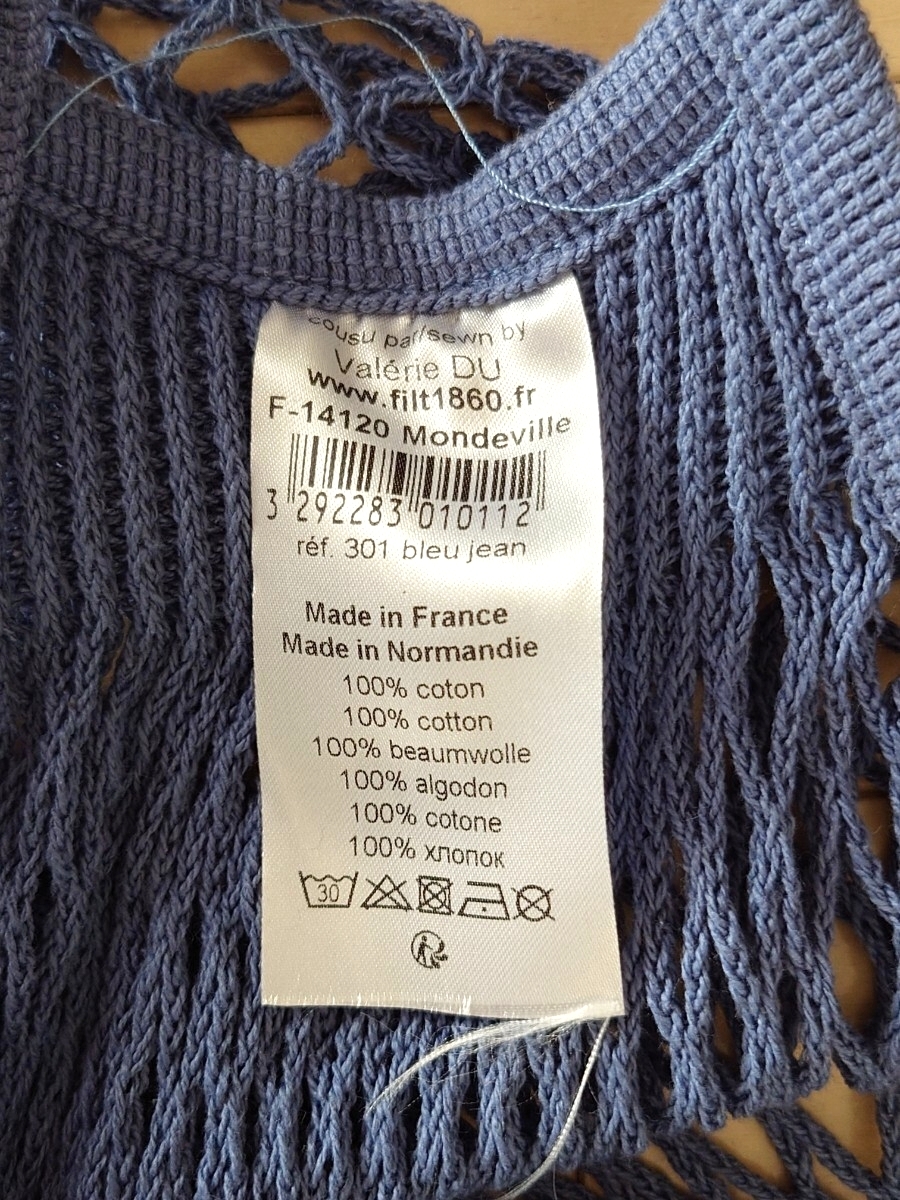 cousu par/sewn by
Valérie DU
www.filt1860.fr
F-14120 Mondeville
3 292283 010112
réf. 301 bleu jean
Made in France
Made in Normandie
100% coton
100% cotton
100% beaumwolle
100% algodon
100% cotone
100% хлопок
30